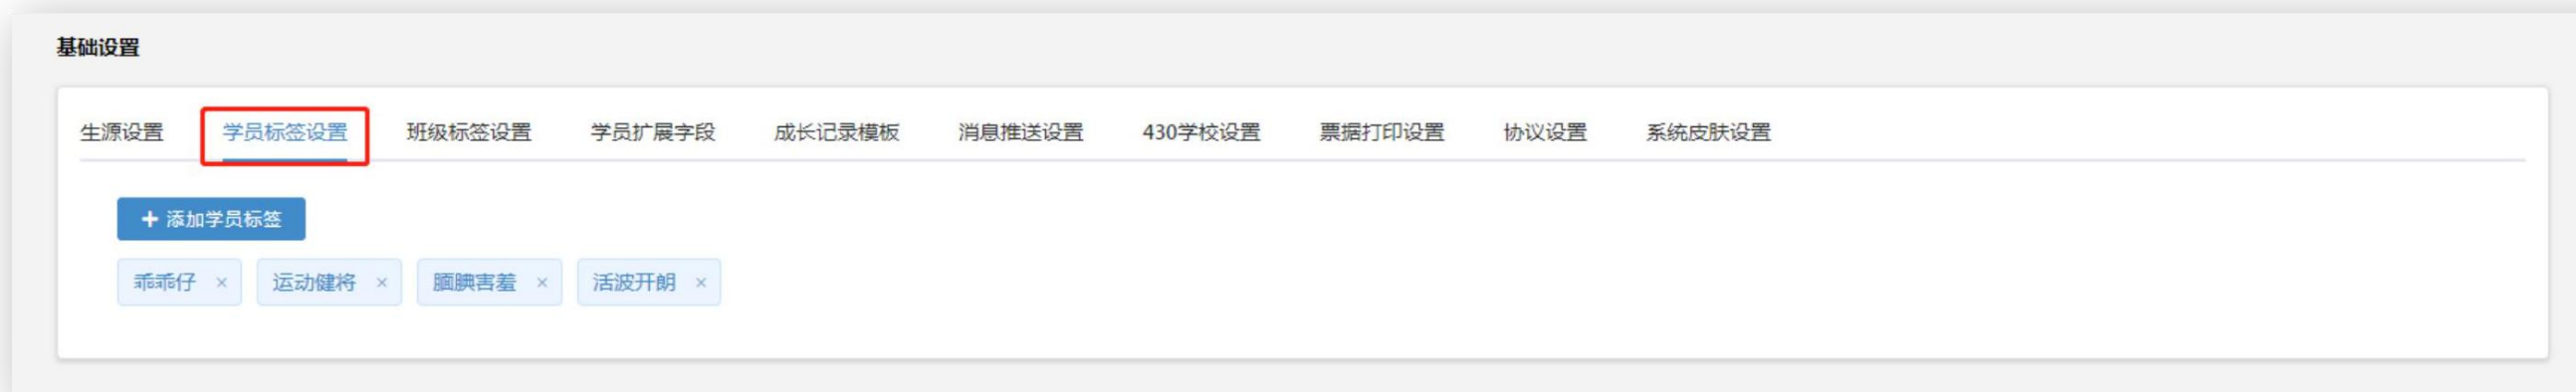 基础设置
生源设置 学员标签设置 班级标签设置 学员扩展字段 成长记录模板 消息推送设置 430学校设置 票据打印设置 协议设置 系统皮肤设置
+ 添加学员标签
乖乖仔 × 运动健将 × 腼腆害羞 × 活波开朗 ×